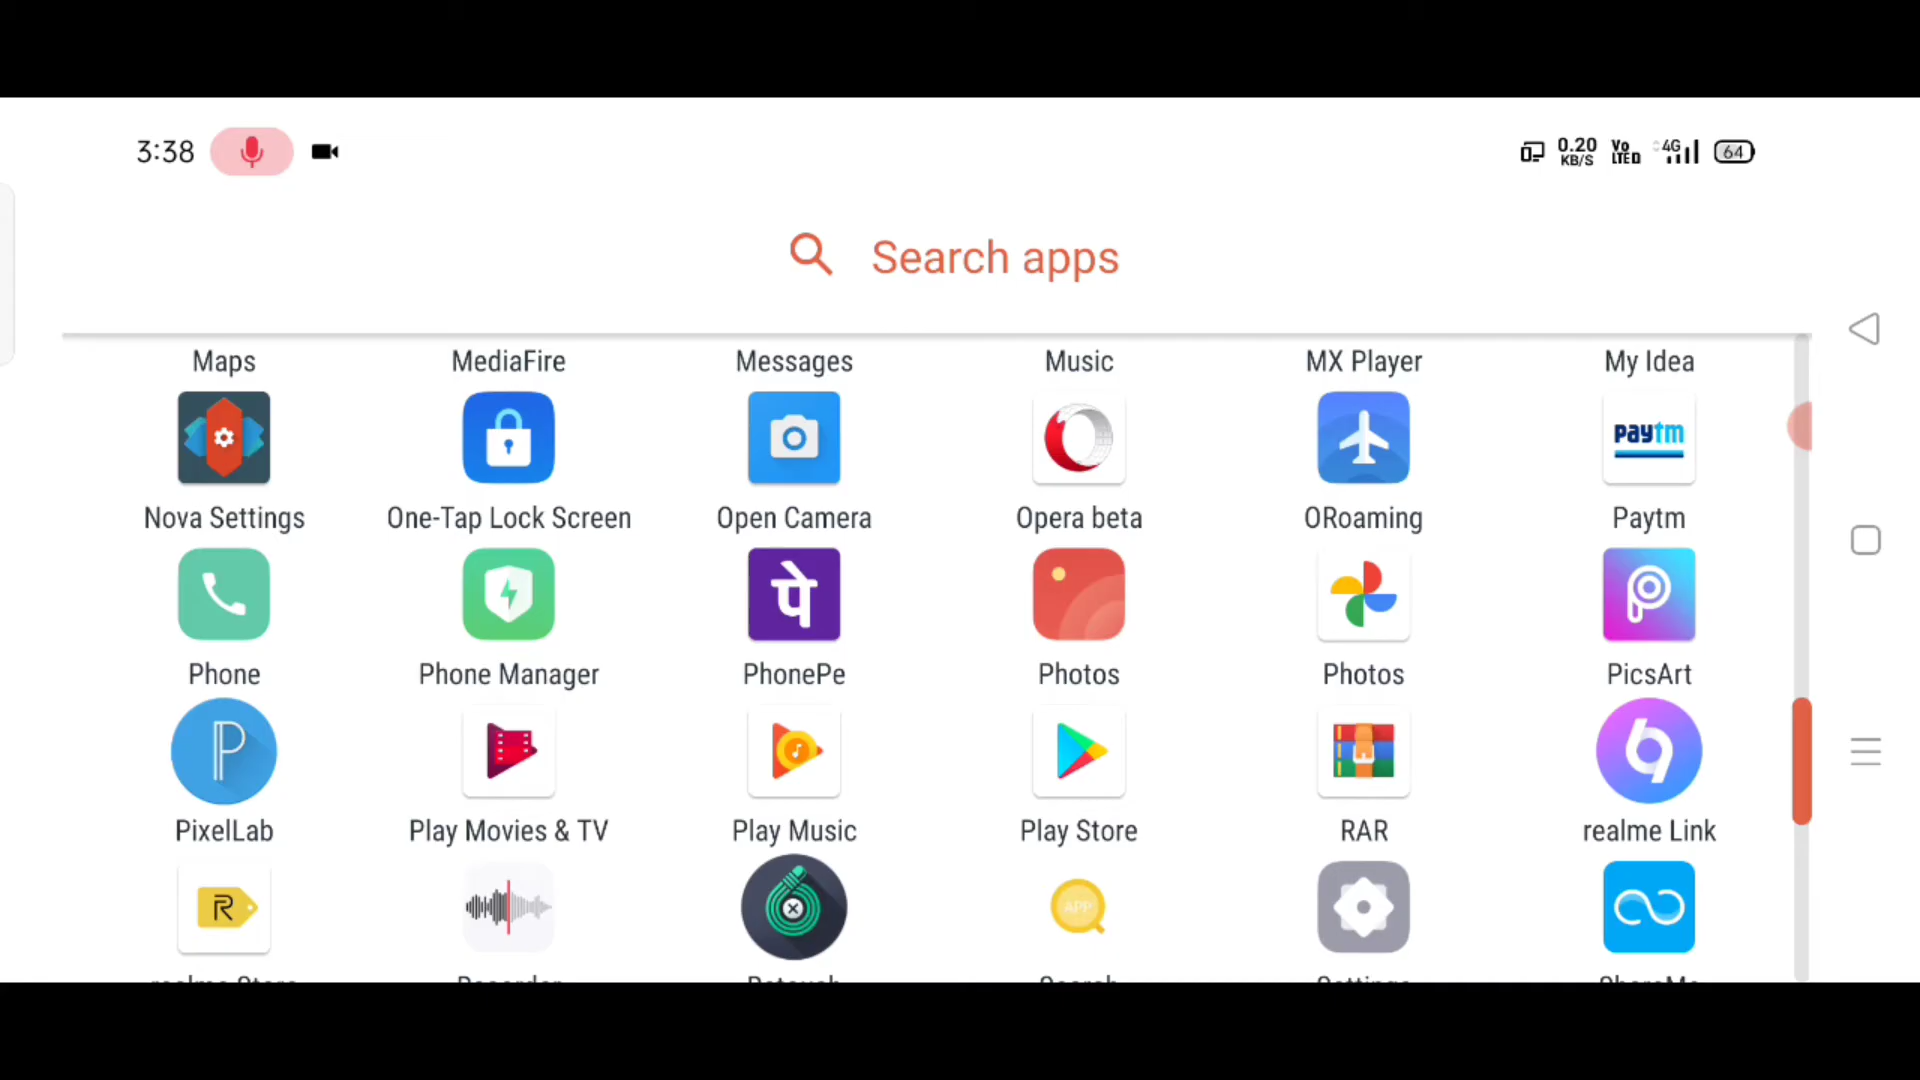 3:38 0.20 KB/S Vo LTE 4G 64
Search apps
Maps MediaFire Messages Music MX Player My Idea
paytm
Nova Settings One-Tap Lock Screen Open Camera Opera beta ORoaming Paytm
पे
Phone Phone Manager PhonePe Photos Photos PicsArt
P
PixelLab Play Movies & TV Play Music Play Store RAR realme Link
R APP